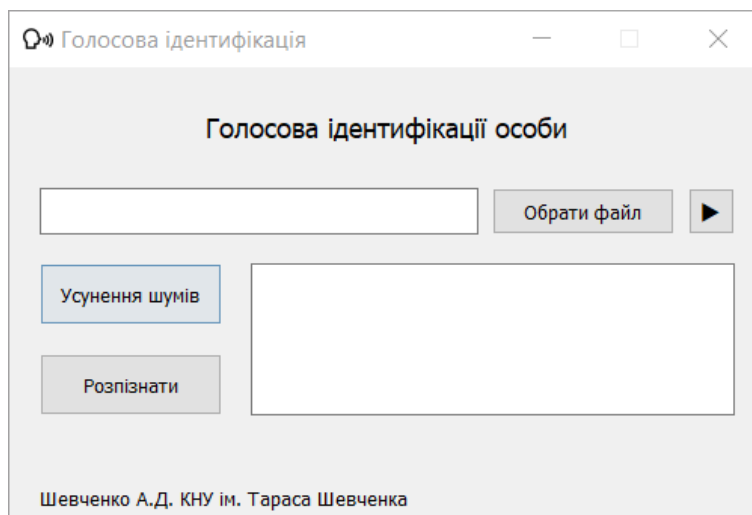 Голосова ідентифікація
Голосова ідентифікації особи
Обрати файл
Усунення шумів
Розпізнати
Шевченко А.Д. КНУ ім. Тараса Шевченка